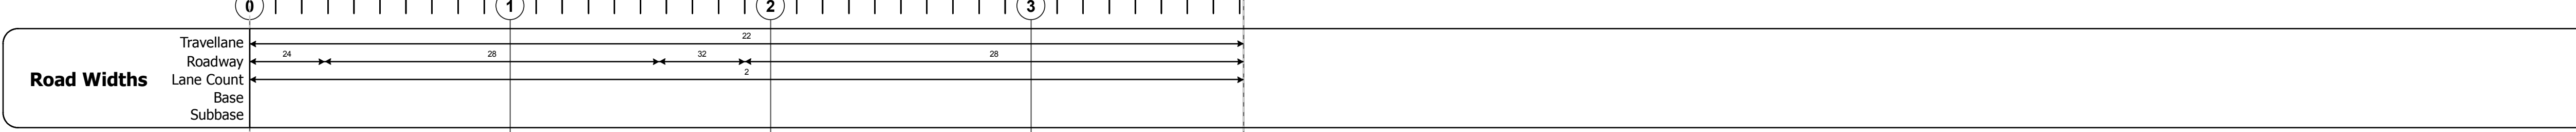 0 1 2 3
Travellane 22
Roadway 24 28 32 28
Road Widths Lane Count 2
Base
Subbase